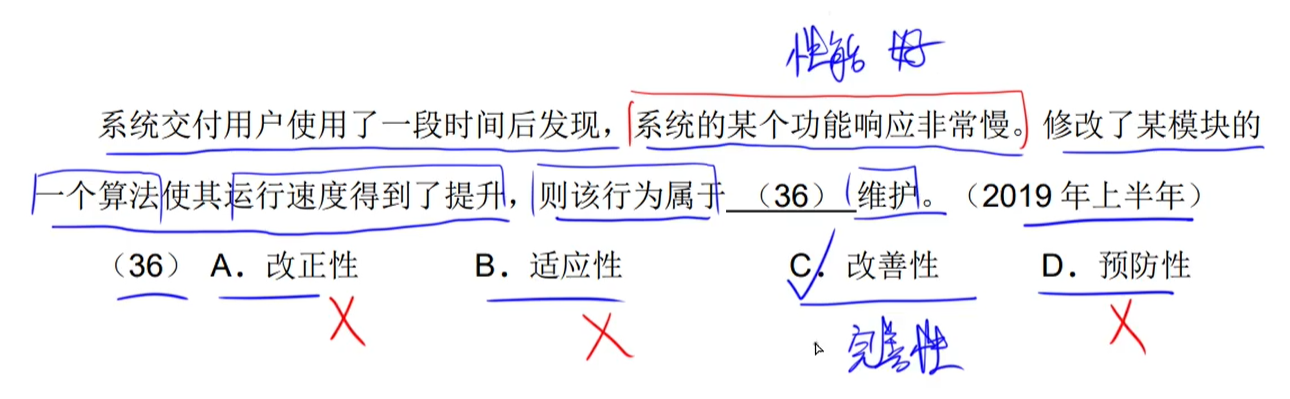 性能 好
系统交付用户使用了一段时间后发现，系统的某个功能响应非常慢。修改了某模块的
一个算法使其运行速度得到了提升，则该行为属于 （36） 维护。（2019 年上半年）
（36） A．改正性 B．适应性 C．改善性 D．预防性
完善性